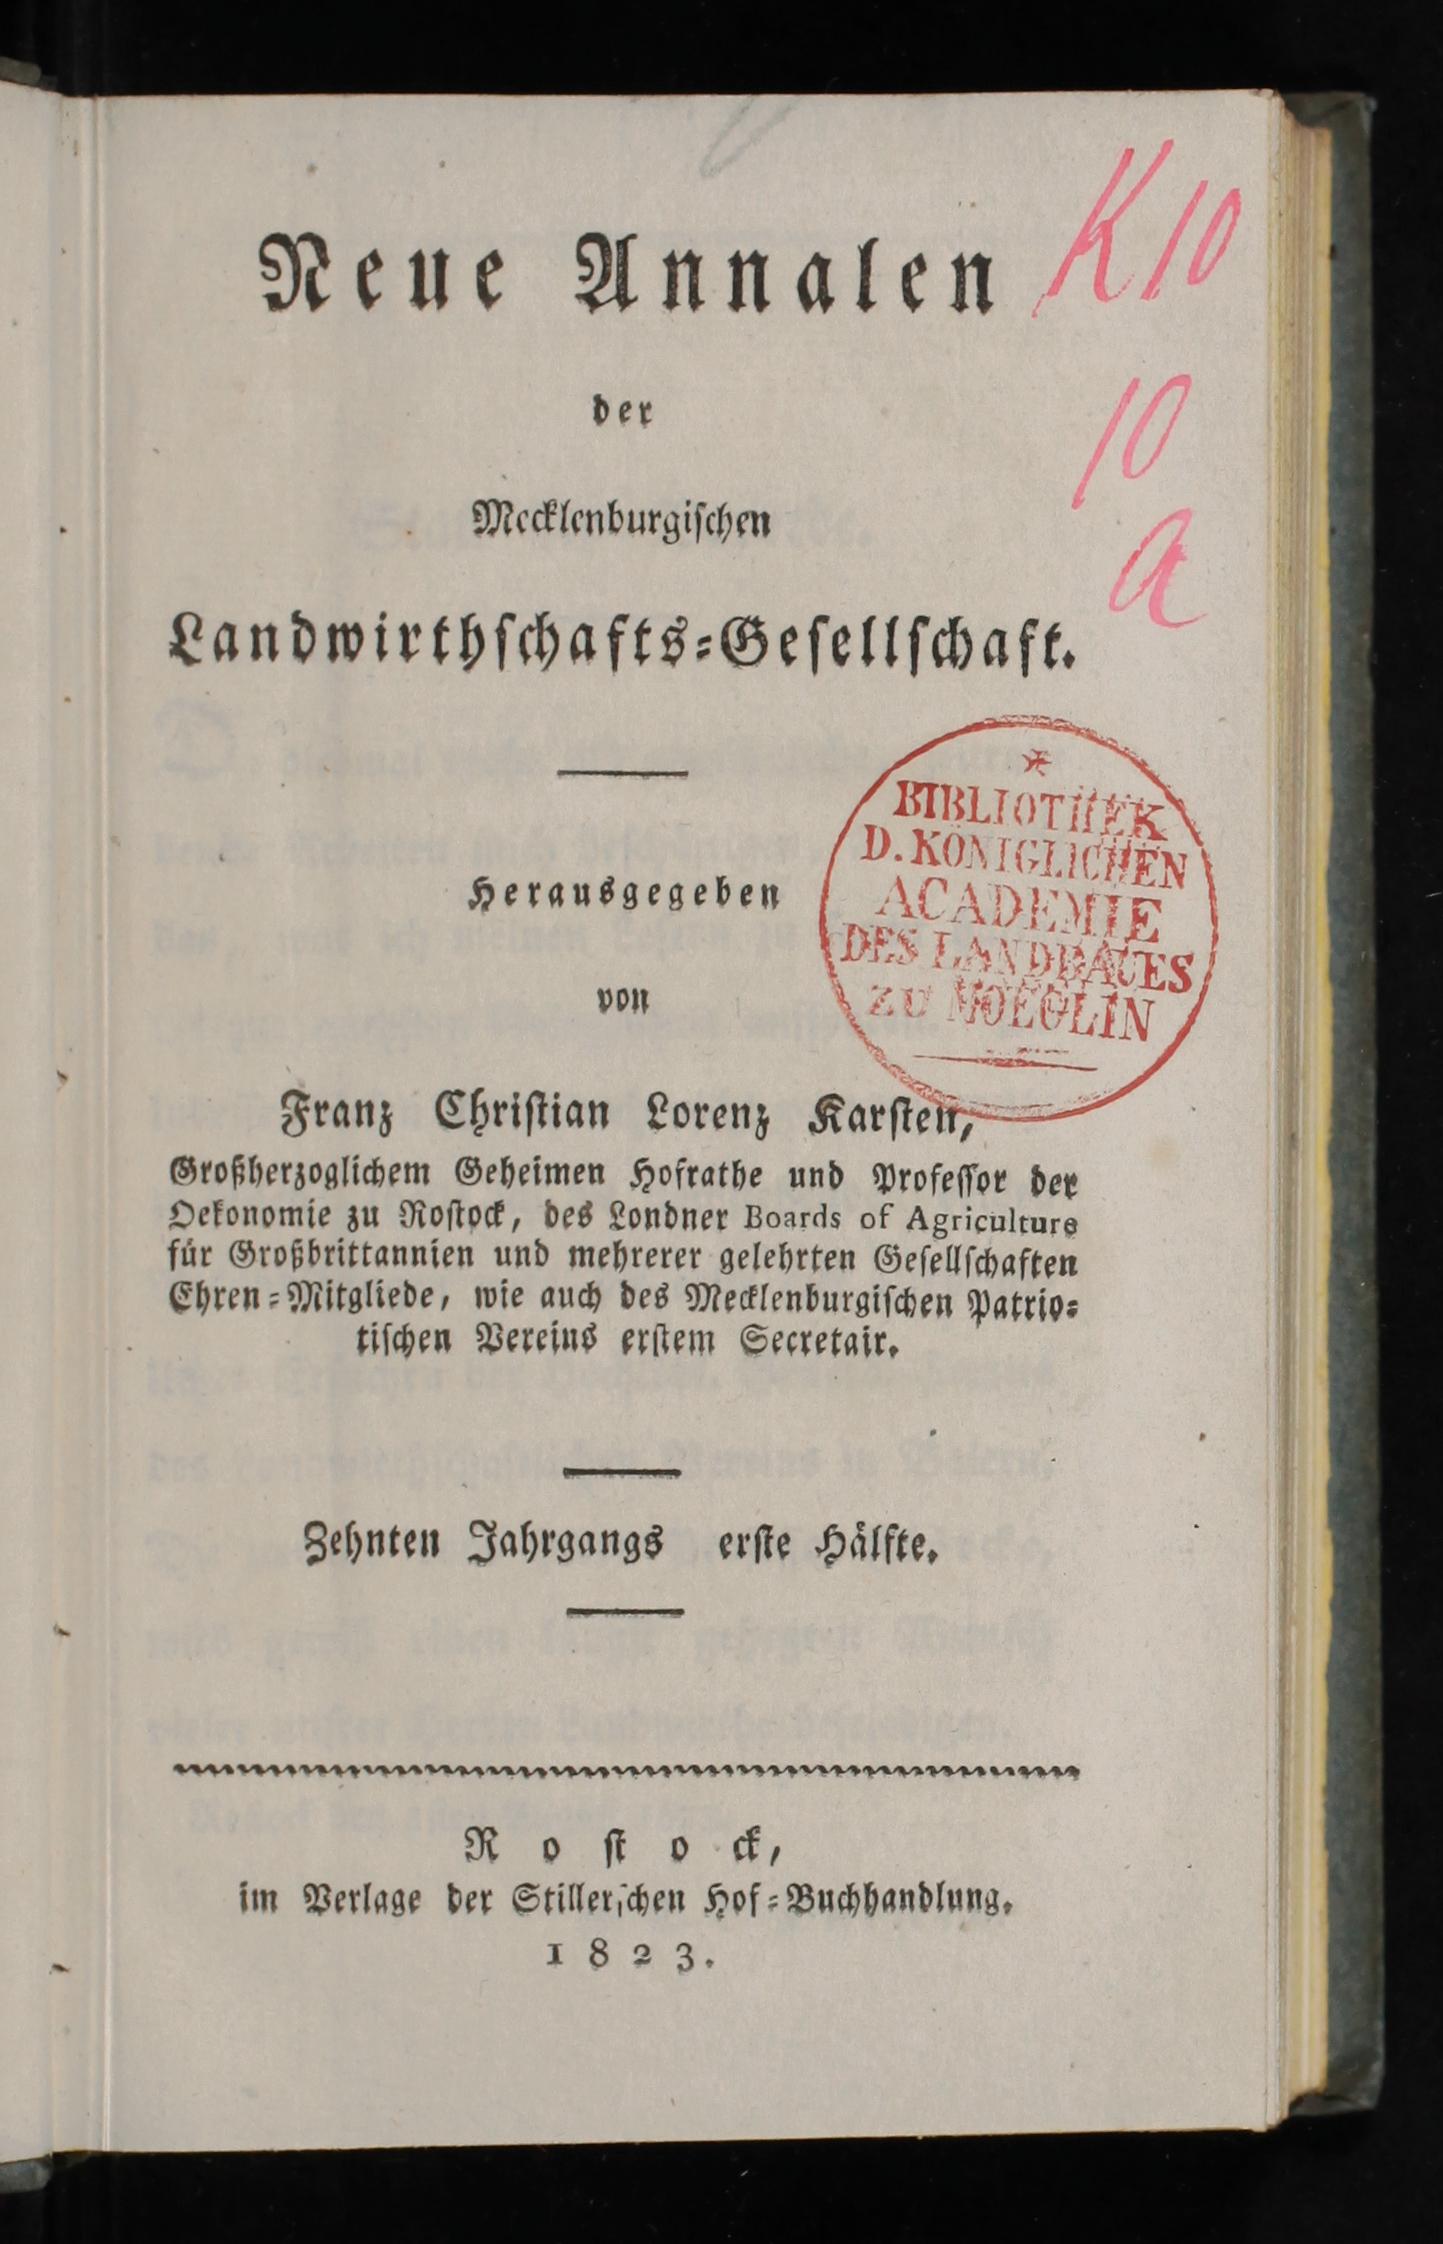 Neue Annalen
K10
der
10
Mecklenburgiſchen
a
Landwirthſchafts=Geſellſchaft.
BIBLIOTHEK
D. KÖNIGLICHEN
ACADEMIE
DES LANDBAUES
ZU MOEGLIN
Herausgegeben
von
Franz Chriſtian Lorenz Karſten,
Großherzoglichem Geheimen Hofrathe und Profeſſor der
Oekonomie zu Roſtock, des Londner Boards of Agriculture
für Großbrittannien und mehrerer gelehrten Geſellſchaften
Ehren=Mitgliede, wie auch des Mecklenburgiſchen Patrio=
tiſchen Vereins erſtem Secretair.
Zehnten Jahrgangs erſte Hälfte.
Roſtock,
im Verlage der Stillerſchen Hof=Buchhandlung.
1823.